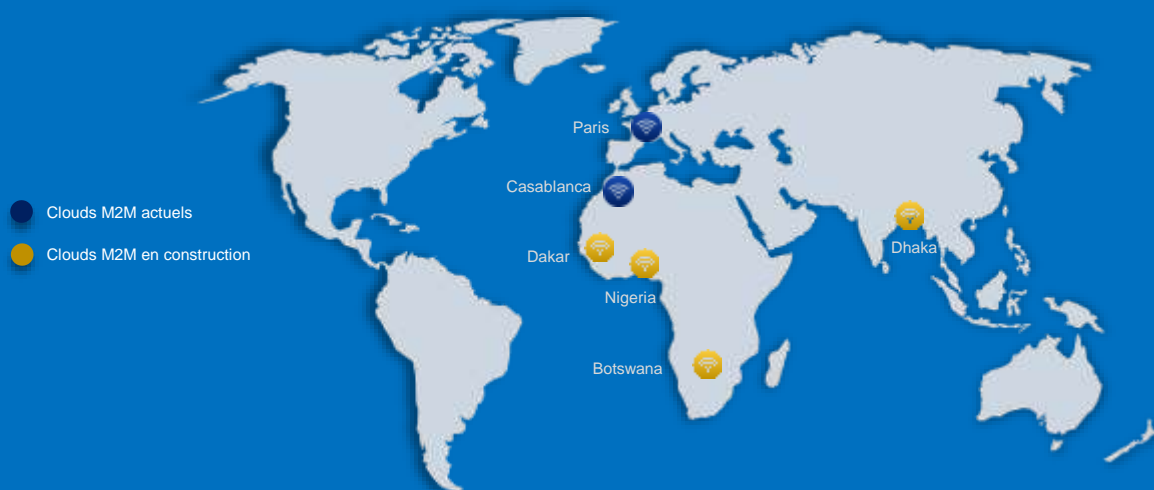 Paris
Casablanca
Clouds M2M actuels
Clouds M2M en construction
Dakar
Dhaka
Nigeria
Botswana